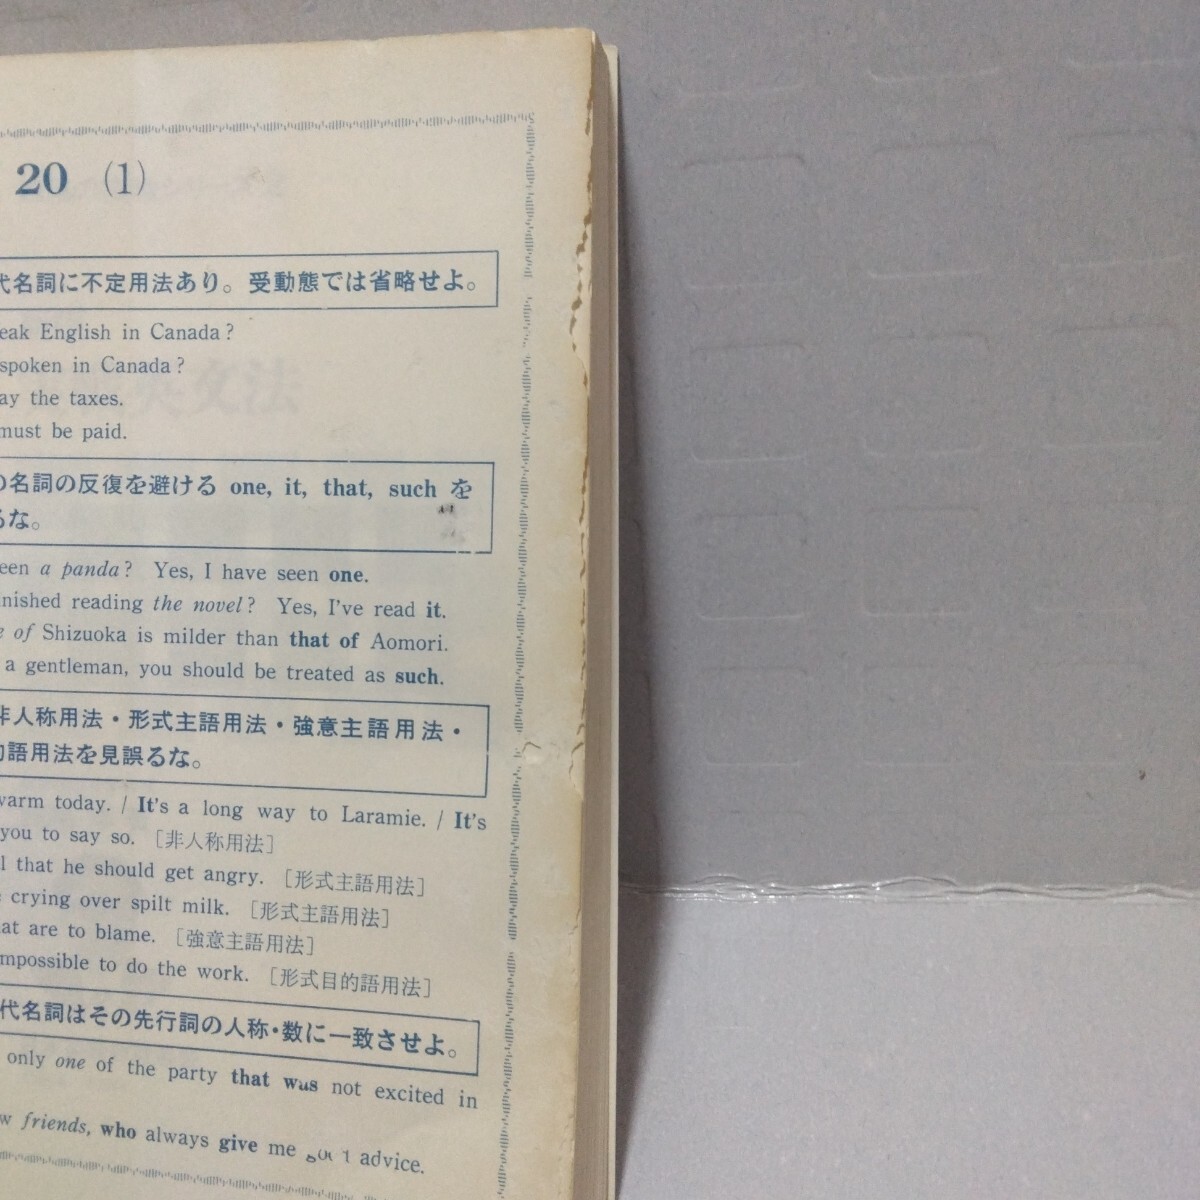 20 (1)
代名詞に不定用法あり。受動態では省略せよ。
eak English in Canada?
spoken in Canada?
ay the taxes.
must be paid.
の名詞の反復を避ける one, it, that, such を
るな。
een a panda? Yes, I have seen one.
inished reading the novel? Yes, I've read it.
e of Shizuoka is milder than that of Aomori.
a gentleman, you should be treated as such.
非人称用法・形式主語用法・強意主語用法・
的語用法を見誤るな。
warm today. / It's a long way to Laramie. / It's
you to say so. [非人称用法]
l that he should get angry. [形式主語用法]
e crying over spilt milk. [形式主語用法]
hat are to blame. [強意主語用法]
mpossible to do the work. [形式目的語用法]
代名詞はその先行詞の人称・数に一致させよ。
only one of the party that was not excited in
w friends, who always give me advice.